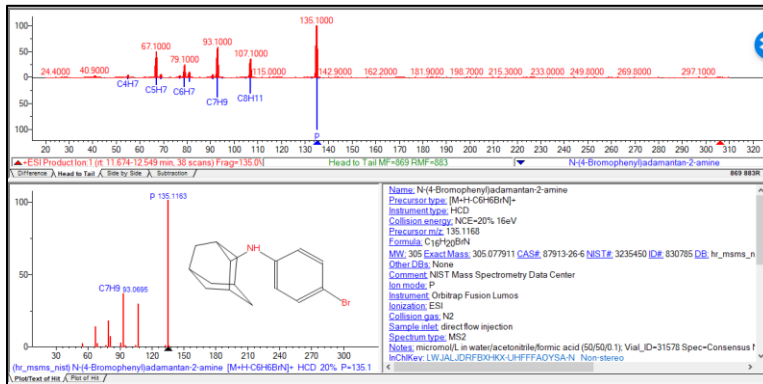 100
50
0
50
100
135.1000
67.1000
93.1000
79.1000
107.1000
24.4000
40.9000
115.0000
142.9000
162.2000
181.9000
198.7000
215.3000
233.0000
249.8000
269.8000
297.1000
C4H7
C5H7
C6H7
C7H9
C8H11
p
20 30 40 50 60 70 80 90 100 110 120 130 140 150 160 170 180 190 200 210 220 230 240 250 260 270 280 290 300 310 320
+ESI Product Ion:1 (rt: 11.674-12.549 min, 38 scans) Frag=135.0V
Head to Tail MF=869 RMF=883
N-(4-Bromophenyl)adamantan-2-amine
Difference Head to Tail Side by Side Subtraction
869 883R
100
50
0
p 135.1163
C7H9 93.0695
NH
Br
30 60 90 120 150 180 210 240 270 300
(hr_msms_nist) N-(4-Bromophenyl)adamantan-2-amine [M+H-C6H6BrN]+ HCD 20% P=135.1
Plot/Text of Hit Plot of Hit
Name: N-(4-Bromophenyl)adamantan-2-amine
Precursor type: [M+H-C6H6BrN]+
Instrument type: HCD
Collision energy: NCE=20% 16eV
Precursor m/z: 135.1168
Formula: C16H20BrN
MW: 305 Exact Mass: 305.077911 CAS#: 87913-26-6 NIST#: 3235450 ID#: 830785 DB: hr_msms_n
Other DBs: None
Comment: NIST Mass Spectrometry Data Center
Ion mode: P
Instrument: Orbitrap Fusion Lumos
Ionization: ESI
Collision gas: N2
Sample inlet: direct flow injection
Spectrum type: MS2
Notes: micromol/L in water/acetonitrile/formic acid (50/50/0.1); Vial_ID=31578 Spec=Consensus
InChIKey: LWJALJDRFBXHKX-UHFFFAOYSA-N Non-stereo